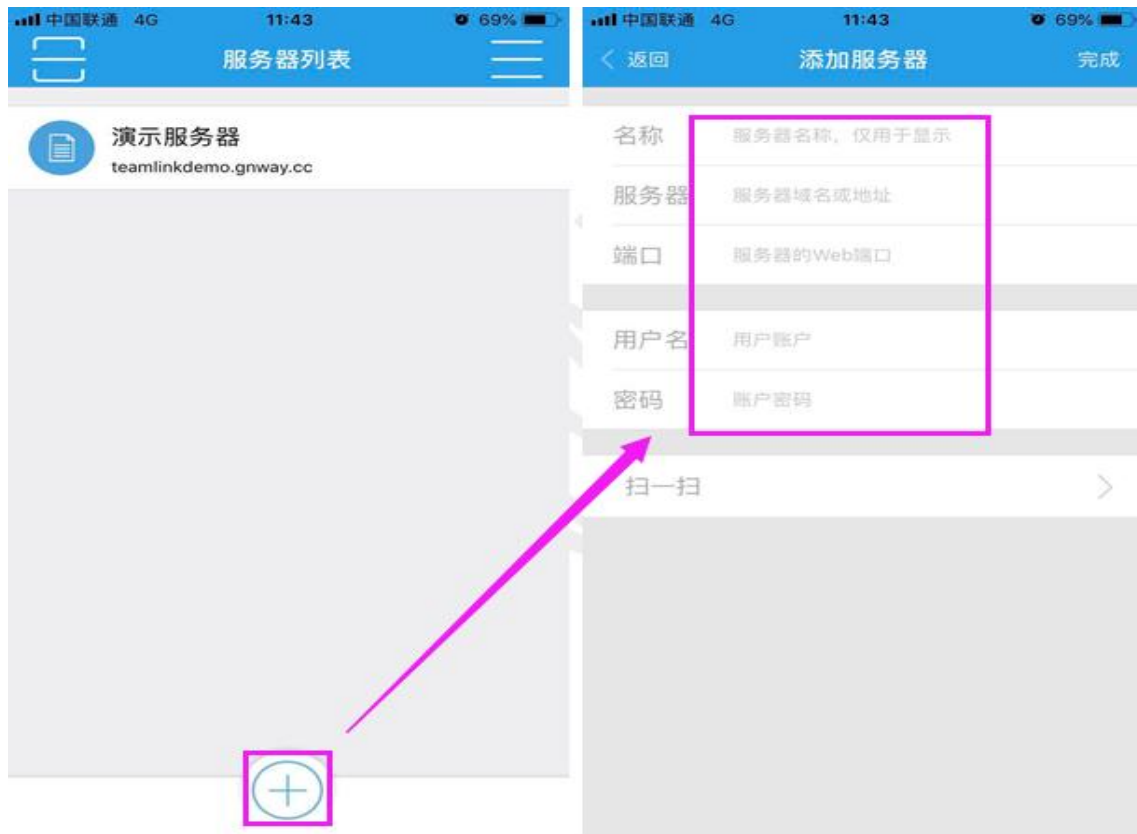 中国联通 4G 11:43 69%
服务器列表
演示服务器
teamlinkdemo.gnway.cc
中国联通 4G 11:43 69%
返回 添加服务器 完成
名称 服务器名称，仅用于显示
服务器 服务器域名或地址
端口 服务器的Web端口
用户名 用户账户
密码 账户密码
扫一扫